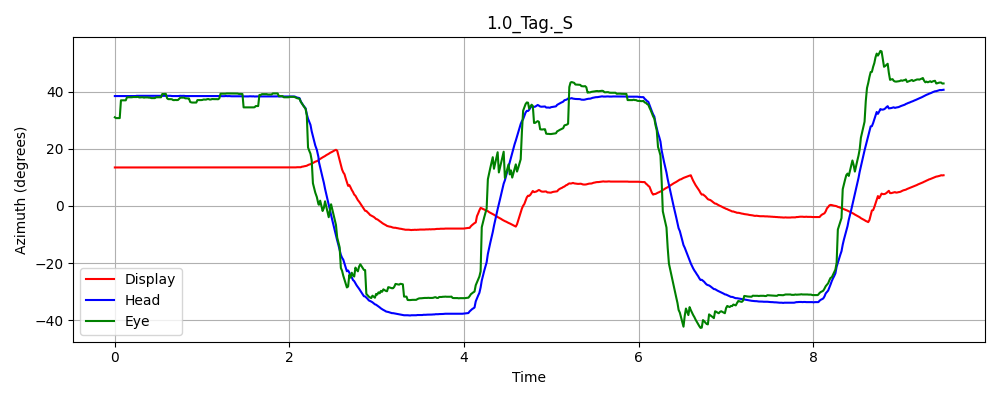 1.0_Tag._S
Azimuth (degrees)
40
20
0
−20
−40
Display
Head
Eye
0 2 4 6 8
Time